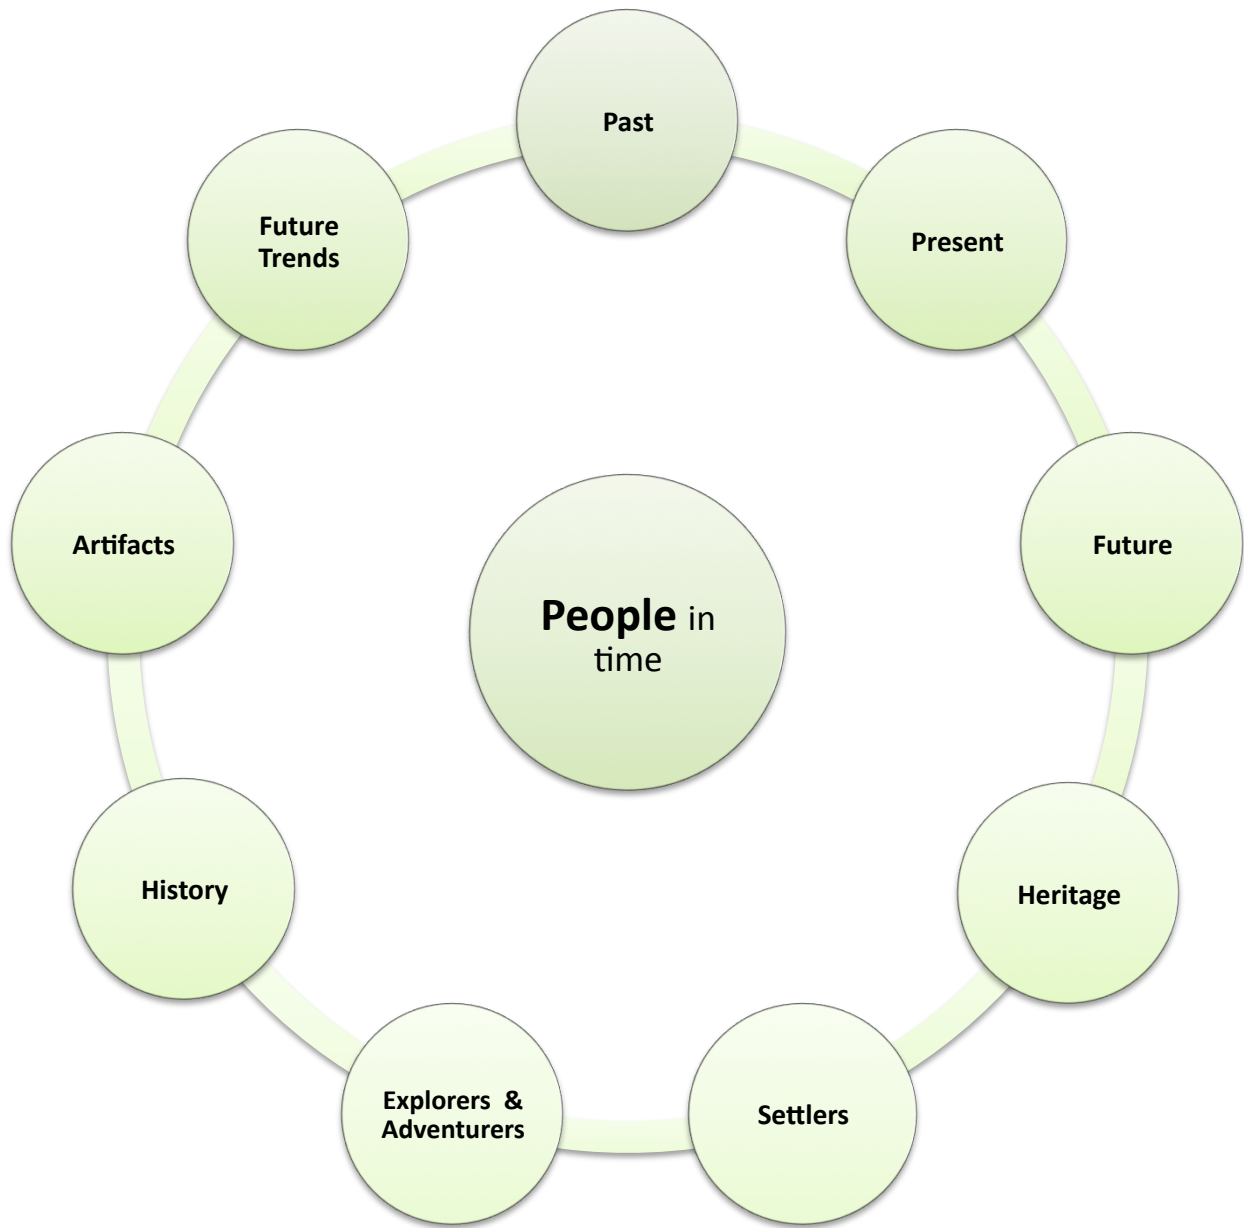 Past
Present
Future
Heritage
Settlers
Explorers &
Adventurers
History
Artifacts
Future
Trends
People in
time